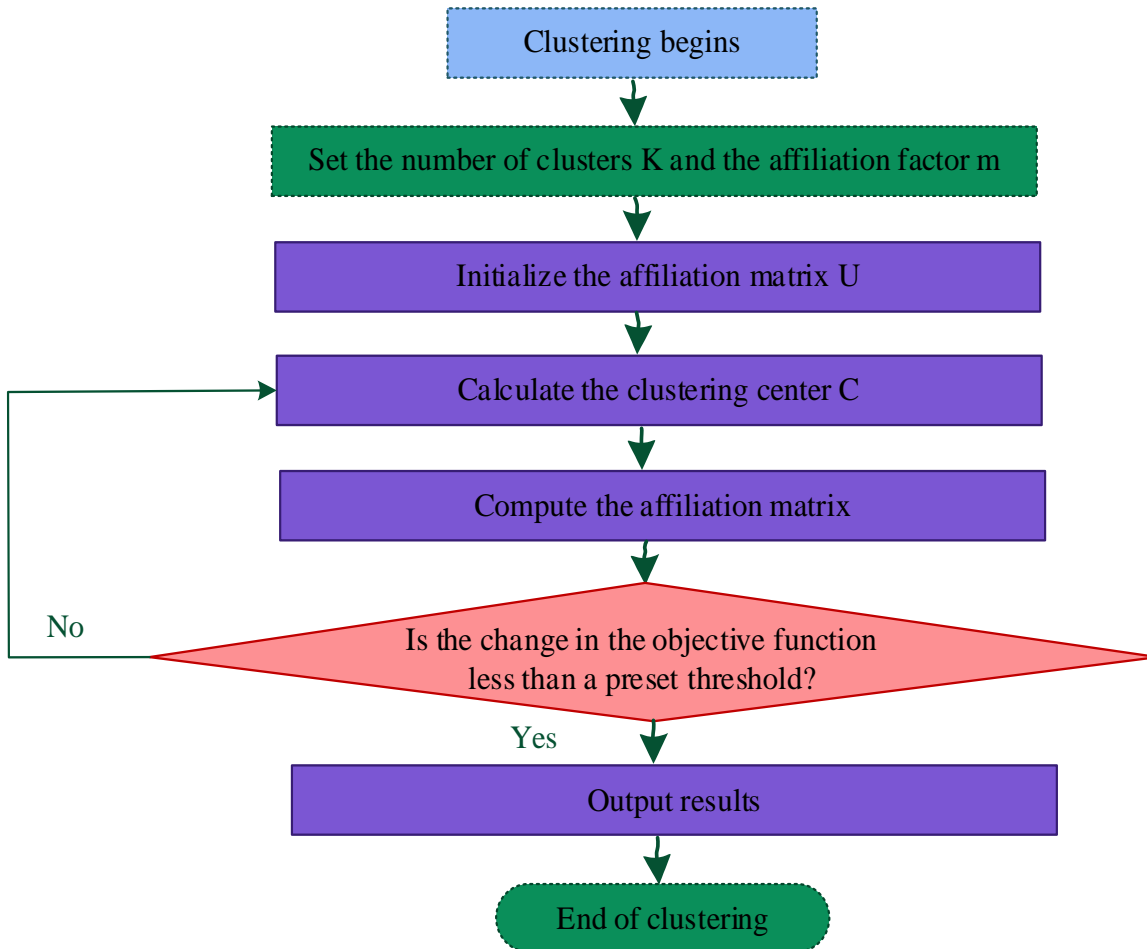 Clustering begins
Set the number of clusters K and the affiliation factor m
Initialize the affiliation matrix U
Calculate the clustering center C
Compute the affiliation matrix
No
Is the change in the objective function
less than a preset threshold?
Yes
Output results
End of clustering